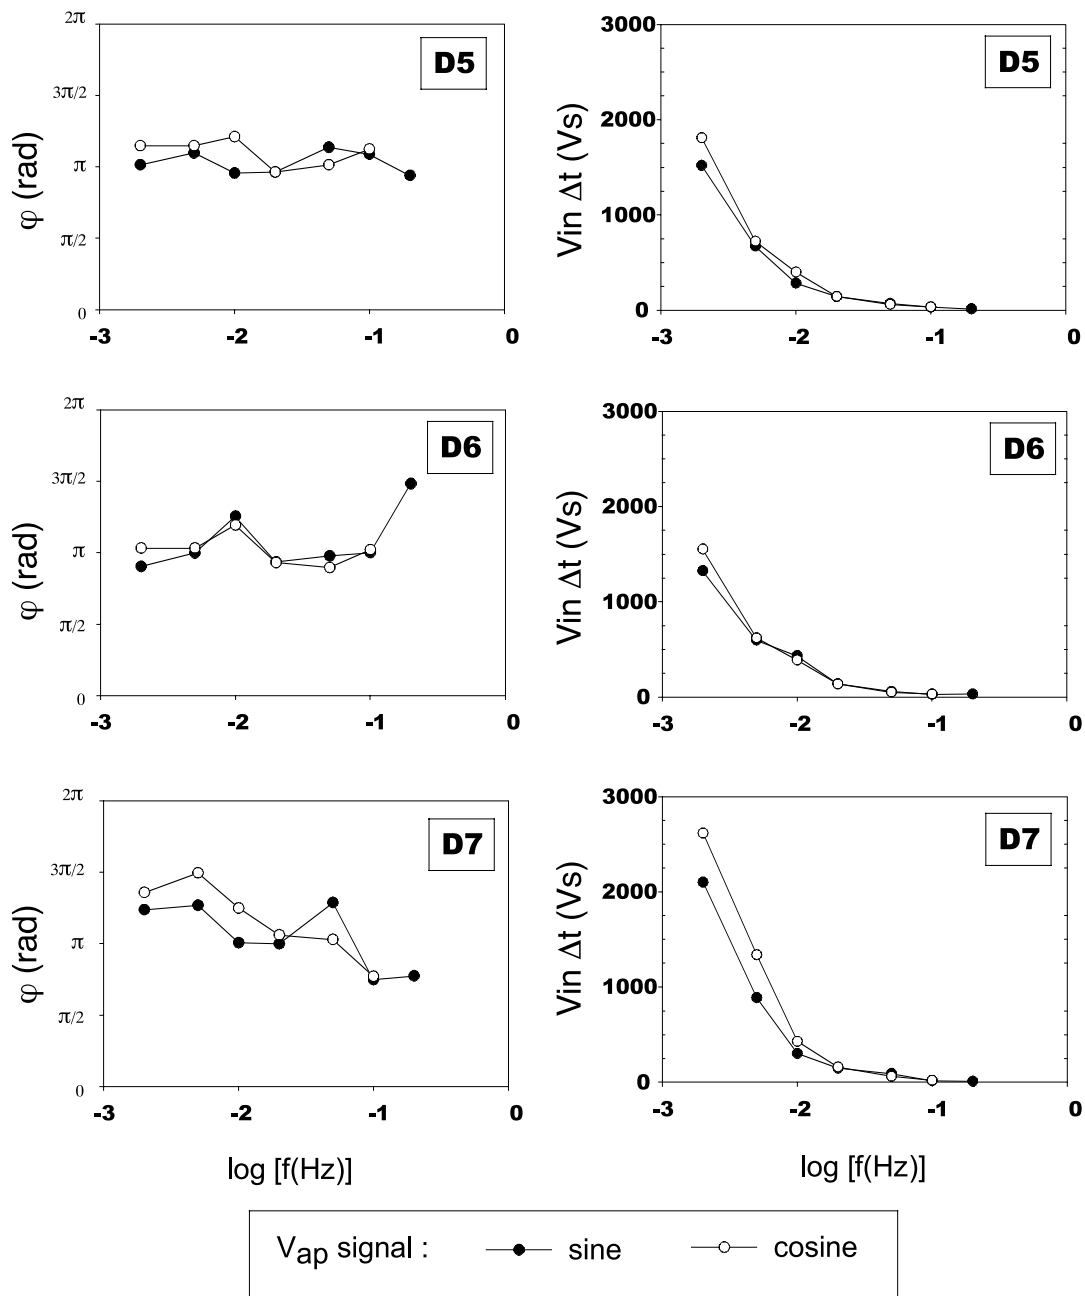 D5
2π
3π/2
π
π/2
0
φ (rad)
-3 -2 -1 0
D5
3000
2000
1000
0
Vin Δt (Vs)
-3 -2 -1 0
D6
2π
3π/2
π
π/2
0
φ (rad)
-3 -2 -1 0
D6
3000
2000
1000
0
Vin Δt (Vs)
-3 -2 -1 0
D7
2π
3π/2
π
π/2
0
φ (rad)
-3 -2 -1 0
log [f(Hz)]
D7
3000
2000
1000
0
Vin Δt (Vs)
-3 -2 -1 0
log [f(Hz)]
Vap signal : sine cosine